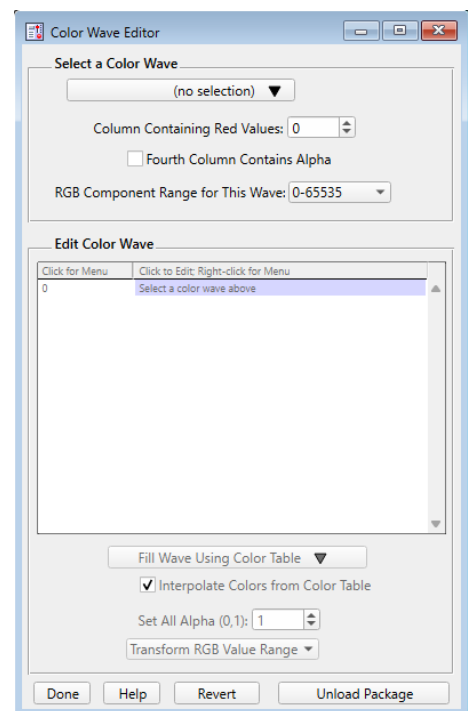 Color Wave Editor
Select a Color Wave
(no selection)
Column Containing Red Values: 0
Fourth Column Contains Alpha
RGB Component Range for This Wave: 0-65535
Edit Color Wave
Click for Menu Click to Edit; Right-click for Menu
0 Select a color wave above
Fill Wave Using Color Table
Interpolate Colors from Color Table
Set All Alpha (0,1): 1
Transform RGB Value Range
Done Help Revert Unload Package